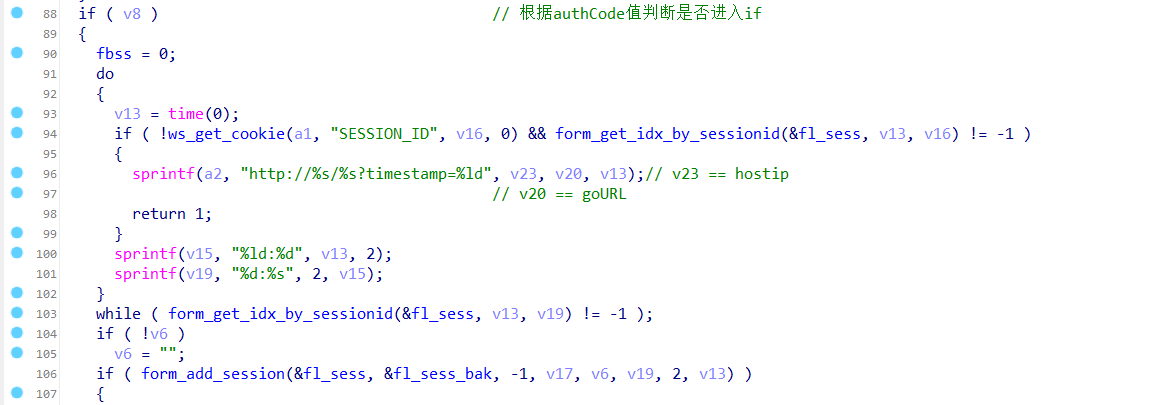 88 if ( v8 ) // 根据authCode值判断是否进入if
89 {
90 fbss = 0;
91 do
92 {
93 v13 = time(0);
94 if ( !ws_get_cookie(a1, "SESSION_ID", v16, 0) && form_get_idx_by_sessionid(&fl_sess, v13, v16) != -1 )
95 {
96 sprintf(a2, "http://%s/%s?timestamp=%ld", v23, v20, v13);// v23 == hostip
97 // v20 == goURL
98 return 1;
99 }
100 sprintf(v15, "%ld:%d", v13, 2);
101 sprintf(v19, "%d:%s", 2, v15);
102 }
103 while ( form_get_idx_by_sessionid(&fl_sess, v13, v19) != -1 );
104 if ( !v6 )
105 v6 = "";
106 if ( form_add_session(&fl_sess, &fl_sess_bak, -1, v17, v6, v19, 2, v13) )
107 {